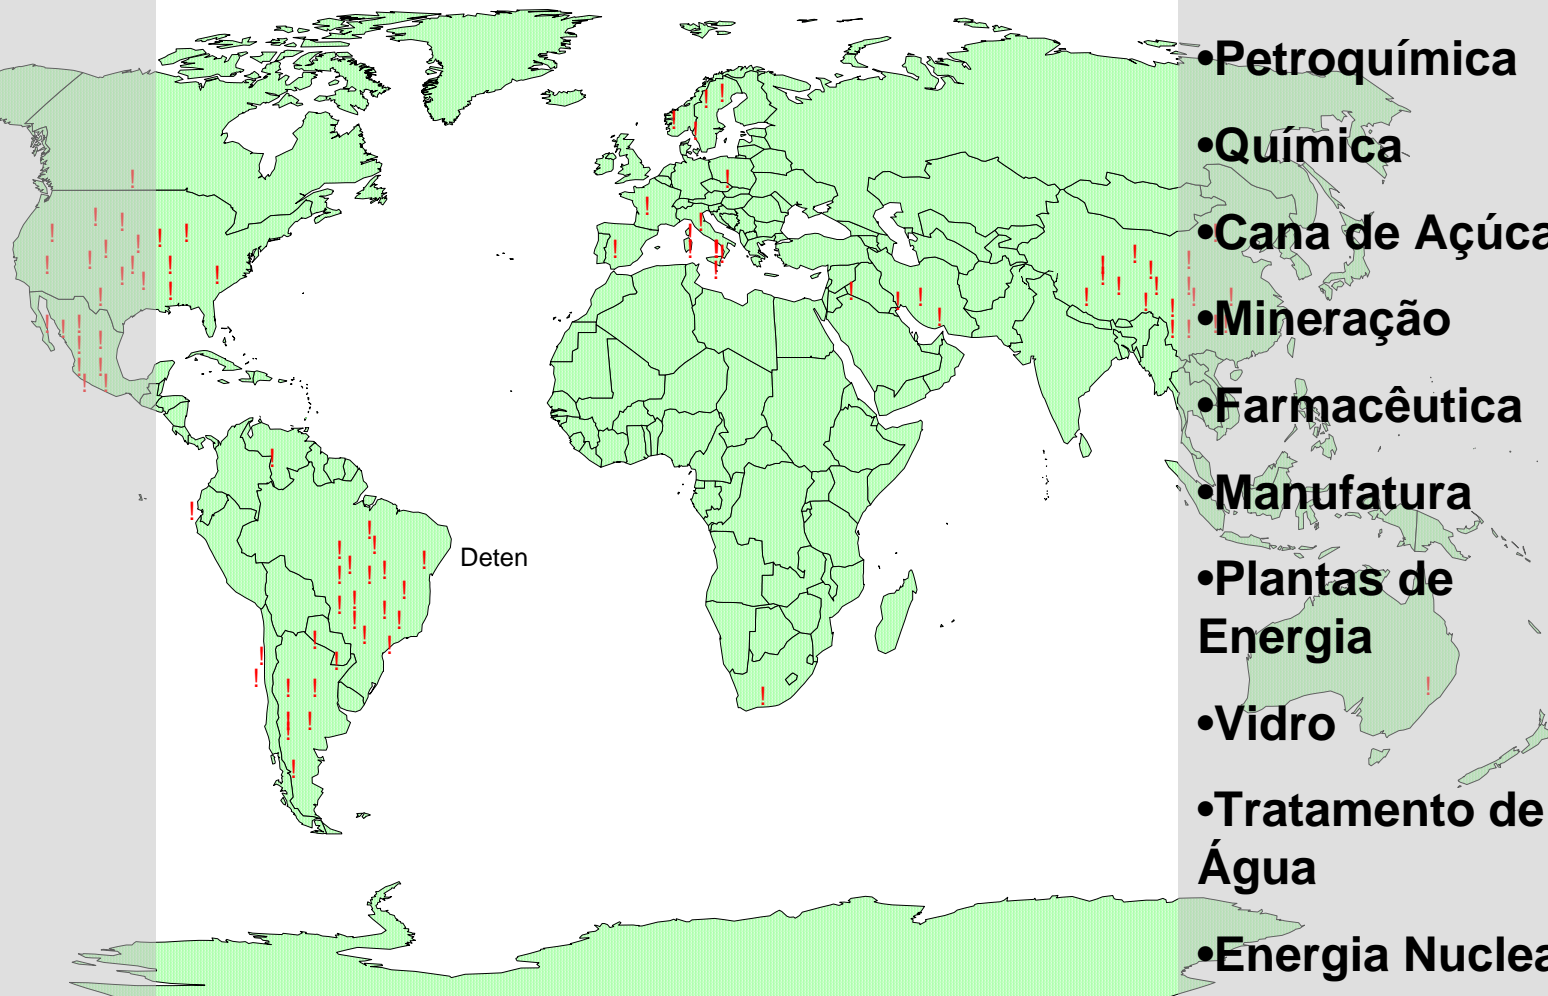 •Petroquímica
•Química
•Cana de Açúca
•Mineração
•Farmacêutica
•Manufatura
Deten
•Plantas de
Energia
•Vidro
•Tratamento de
Água
•Energia Nuclea